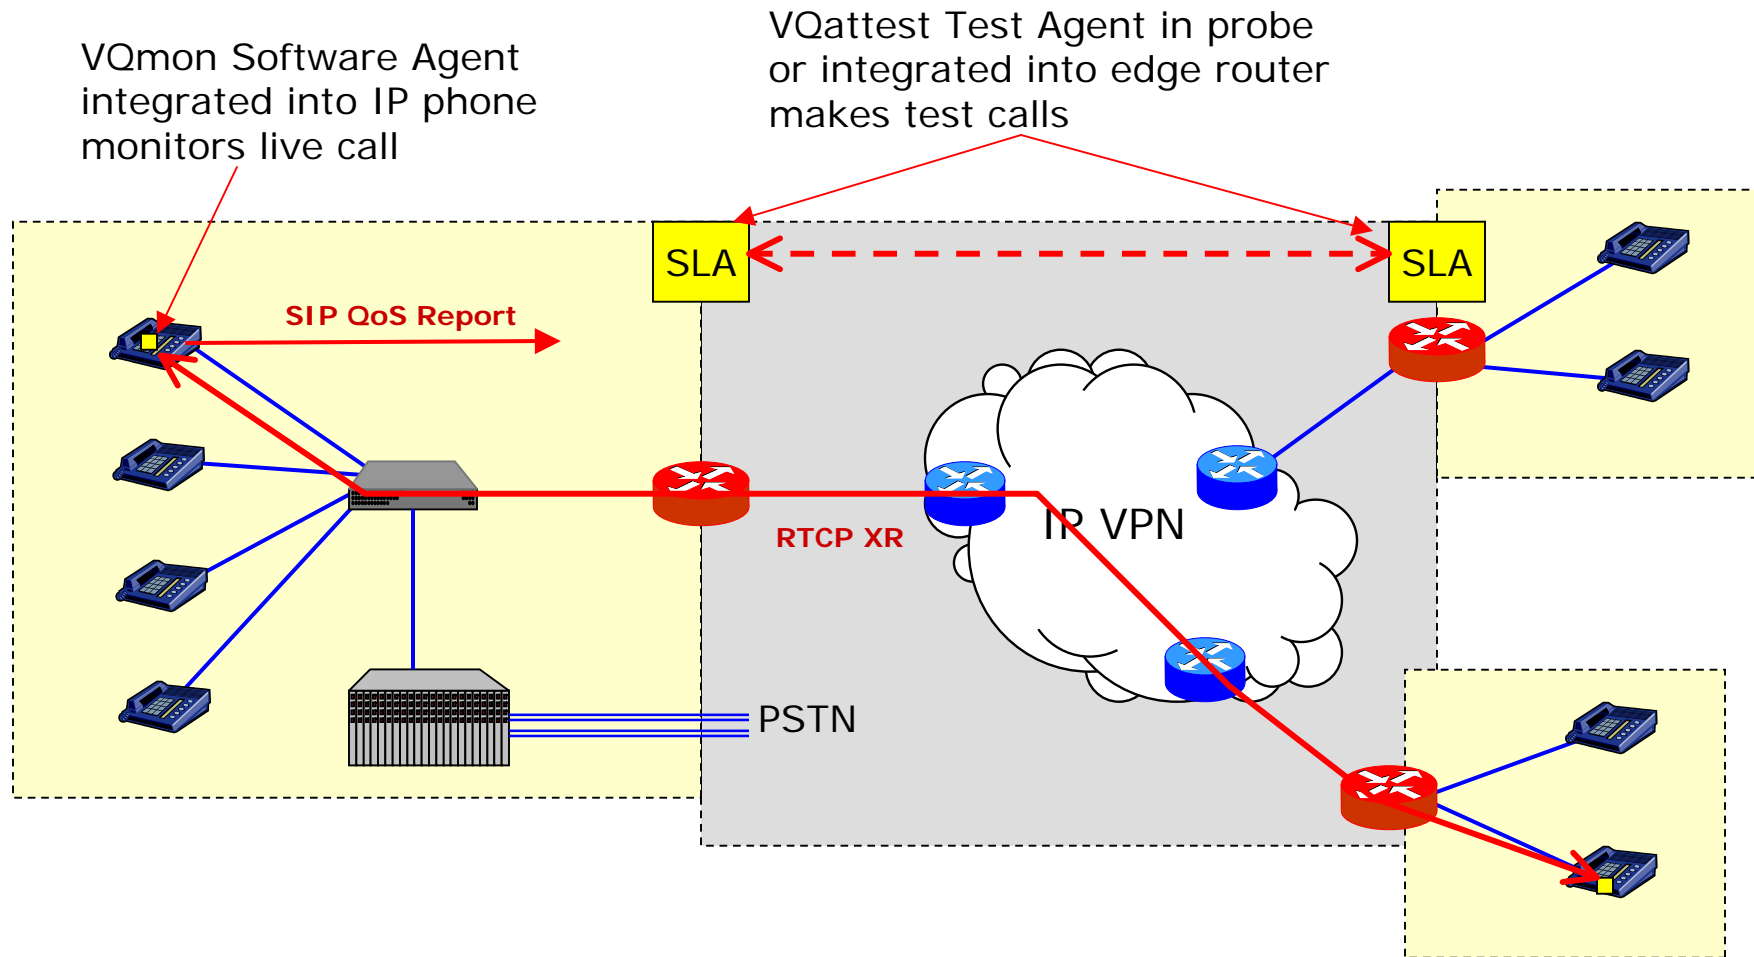 VQmon Software Agent
integrated into IP phone
monitors live call
VQattest Test Agent in probe
or integrated into edge router
makes test calls
SLA
SLA
SIP QoS Report
RTCP XR
IP VPN
PSTN